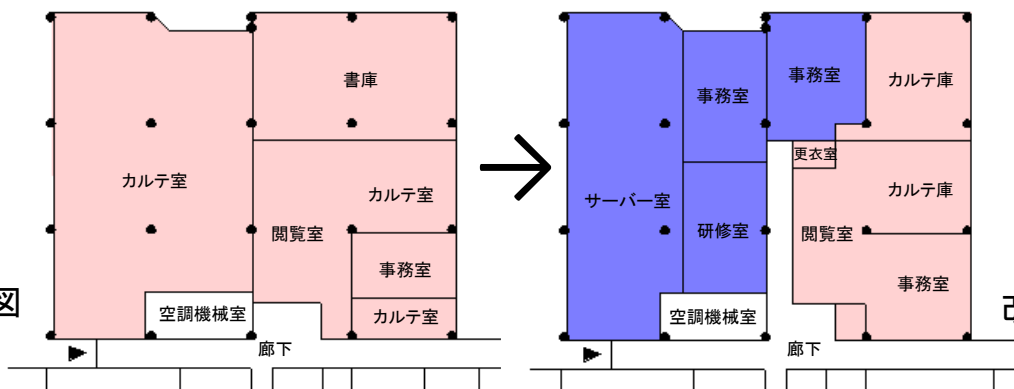 書庫
カルテ室
カルテ室
閲覧室
事務室
カルテ室
空調機械室
廊下
図
事務室
カルテ庫
事務室
更衣室
カルテ庫
サーバー室
研修室
閲覧室
事務室
空調機械室
廊下